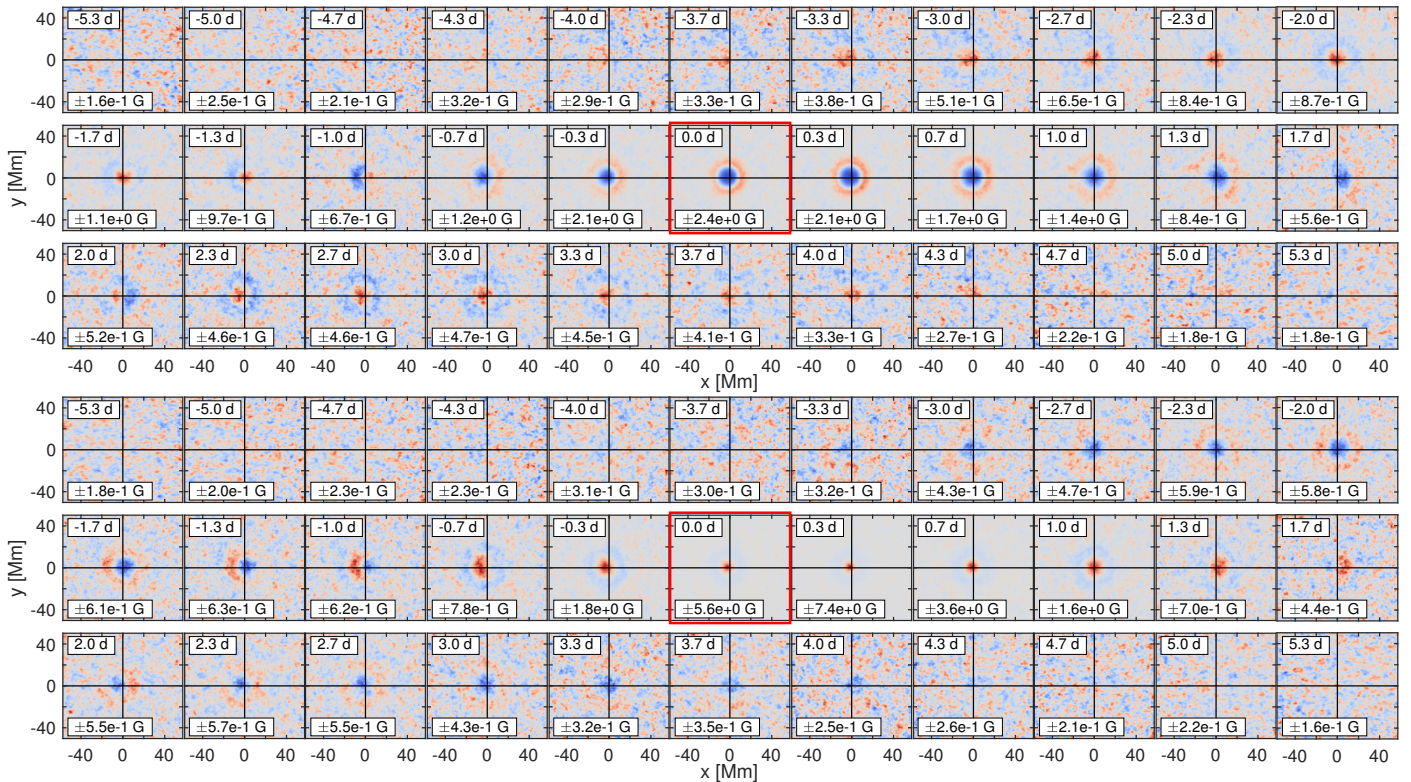 -5.3 d -5.0 d -4.7 d -4.3 d -4.0 d -3.7 d -3.3 d -3.0 d -2.7 d -2.3 d -2.0 d
40
0
-40
±1.6e-1 G ±2.5e-1 G ±2.1e-1 G ±3.2e-1 G ±2.9e-1 G ±3.3e-1 G ±3.8e-1 G ±5.1e-1 G ±6.5e-1 G ±8.4e-1 G ±8.7e-1 G
-1.7 d -1.3 d -1.0 d -0.7 d -0.3 d 0.0 d 0.3 d 0.7 d 1.0 d 1.3 d 1.7 d
40
y [Mm]
0
-40
±1.1e+0 G ±9.7e-1 G ±6.7e-1 G ±1.2e+0 G ±2.1e+0 G ±2.4e+0 G ±2.1e+0 G ±1.7e+0 G ±1.4e+0 G ±8.4e-1 G ±5.6e-1 G
2.0 d 2.3 d 2.7 d 3.0 d 3.3 d 3.7 d 4.0 d 4.3 d 4.7 d 5.0 d 5.3 d
40
0
-40
±5.2e-1 G ±4.6e-1 G ±4.6e-1 G ±4.7e-1 G ±4.5e-1 G ±4.1e-1 G ±3.3e-1 G ±2.7e-1 G ±2.2e-1 G ±1.8e-1 G ±1.8e-1 G
-40 0 40 -40 0 40 -40 0 40 -40 0 40 -40 0 40 -40 0 40 -40 0 40 -40 0 40 -40 0 40 -40 0 40 -40 0 40
x [Mm]
-5.3 d -5.0 d -4.7 d -4.3 d -4.0 d -3.7 d -3.3 d -3.0 d -2.7 d -2.3 d -2.0 d
40
0
-40
±1.8e-1 G ±2.0e-1 G ±2.3e-1 G ±2.3e-1 G ±3.1e-1 G ±3.0e-1 G ±3.2e-1 G ±4.3e-1 G ±4.7e-1 G ±5.9e-1 G ±5.8e-1 G
-1.7 d -1.3 d -1.0 d -0.7 d -0.3 d 0.0 d 0.3 d 0.7 d 1.0 d 1.3 d 1.7 d
40
y [Mm]
0
-40
±6.1e-1 G ±6.3e-1 G ±6.2e-1 G ±7.8e-1 G ±1.8e+0 G ±5.6e+0 G ±7.4e+0 G ±3.6e+0 G ±1.6e+0 G ±7.0e-1 G ±4.4e-1 G
2.0 d 2.3 d 2.7 d 3.0 d 3.3 d 3.7 d 4.0 d 4.3 d 4.7 d 5.0 d 5.3 d
40
0
-40
±5.5e-1 G ±5.7e-1 G ±5.5e-1 G ±4.3e-1 G ±3.2e-1 G ±3.5e-1 G ±2.5e-1 G ±2.6e-1 G ±2.1e-1 G ±2.2e-1 G ±1.6e-1 G
-40 0 40 -40 0 40 -40 0 40 -40 0 40 -40 0 40 -40 0 40 -40 0 40 -40 0 40 -40 0 40 -40 0 40 -40 0 40
x [Mm]